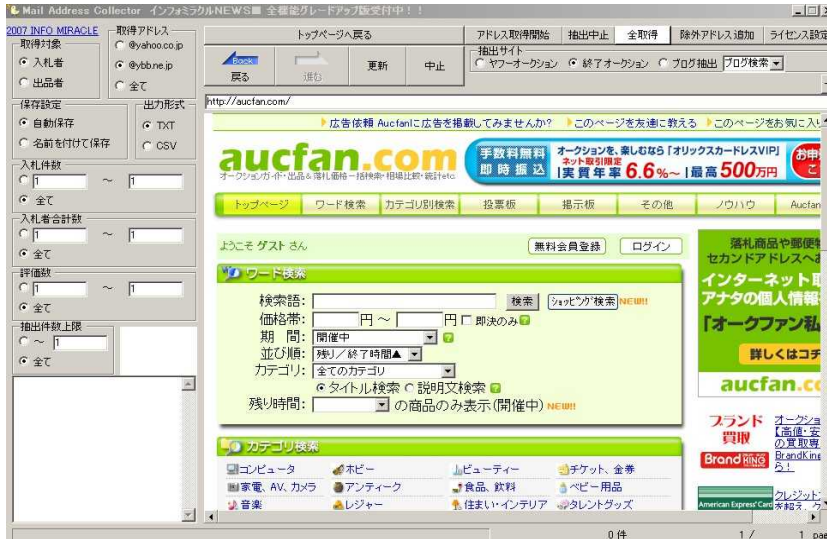 Mail Address Collector インフォミラクルNEWS■ 全機能グレードアップ版受付中！！
2007 INFO MIRACLE
取得アドレス
取得対象
入札者
出品者
@yahoo.co.jp
@ybb.ne.jp
全て
保存設定
自動保存
名前を付けて保存
出力形式
TXT
CSV
入札件数
1 ～ 1
全て
入札者合計数
1 ～ 1
全て
評価数
1 ～ 1
全て
抽出件数上限
～ 1
全て
トップページへ戻る
アドレス取得開始
抽出中止
全取得
除外アドレス追加
ライセンス設定
Back
戻る
進む
更新
中止
抽出サイト
ヤフーオークション
終了オークション
ブログ抽出
ブログ検索
http://aucfan.com/
広告依頼 Aucfanに広告を掲載してみませんか？
このページを友達に教える
このページをお気に入り
aucfan.com
オークションガイド・出品&落札価格一括検索・相場比較・統計etc
手数料無料
即時振込
オークションを、楽しむなら「オリックスカードレスVIP」
ネット取引限定
実質年率 6.6%～ 最高500万円
お申
こ
トップページ
ワード検索
カテゴリ別検索
投票板
掲示板
その他
ノウハウ
Aucfan
ようこそ ゲスト さん
無料会員登録
ログイン
ワード検索
検索語:
検索
ｼｮｯﾋﾟﾝｸﾞ検索
NEW!!
価格帯: 円 ～ 円 即決のみ
期 間: 開催中
並び順: 残り／終了時間▲
カテゴリ: 全てのカテゴリ
タイトル検索 説明文検索
残り時間: の商品のみ表示(開催中) NEW!!
カテゴリ検索
コンピュータ
ホビー
ビューティー
チケット、金券
家電、AV、カメラ
アンティーク
食品、飲料
ベビー用品
音楽
レジャー
住まい・インテリア
タレントグッズ
落札商品や郵便物
セカンドアドレスへお
インターネット
アナタの個人情報
「オークファン私
詳しくはコチ
aucfan.co
ブランド
買取
Brand KING
オークショ
【高値・安
の買取専
BrandKine
ら！
American Express Card
クレジット
0 件
1 /
1 pag